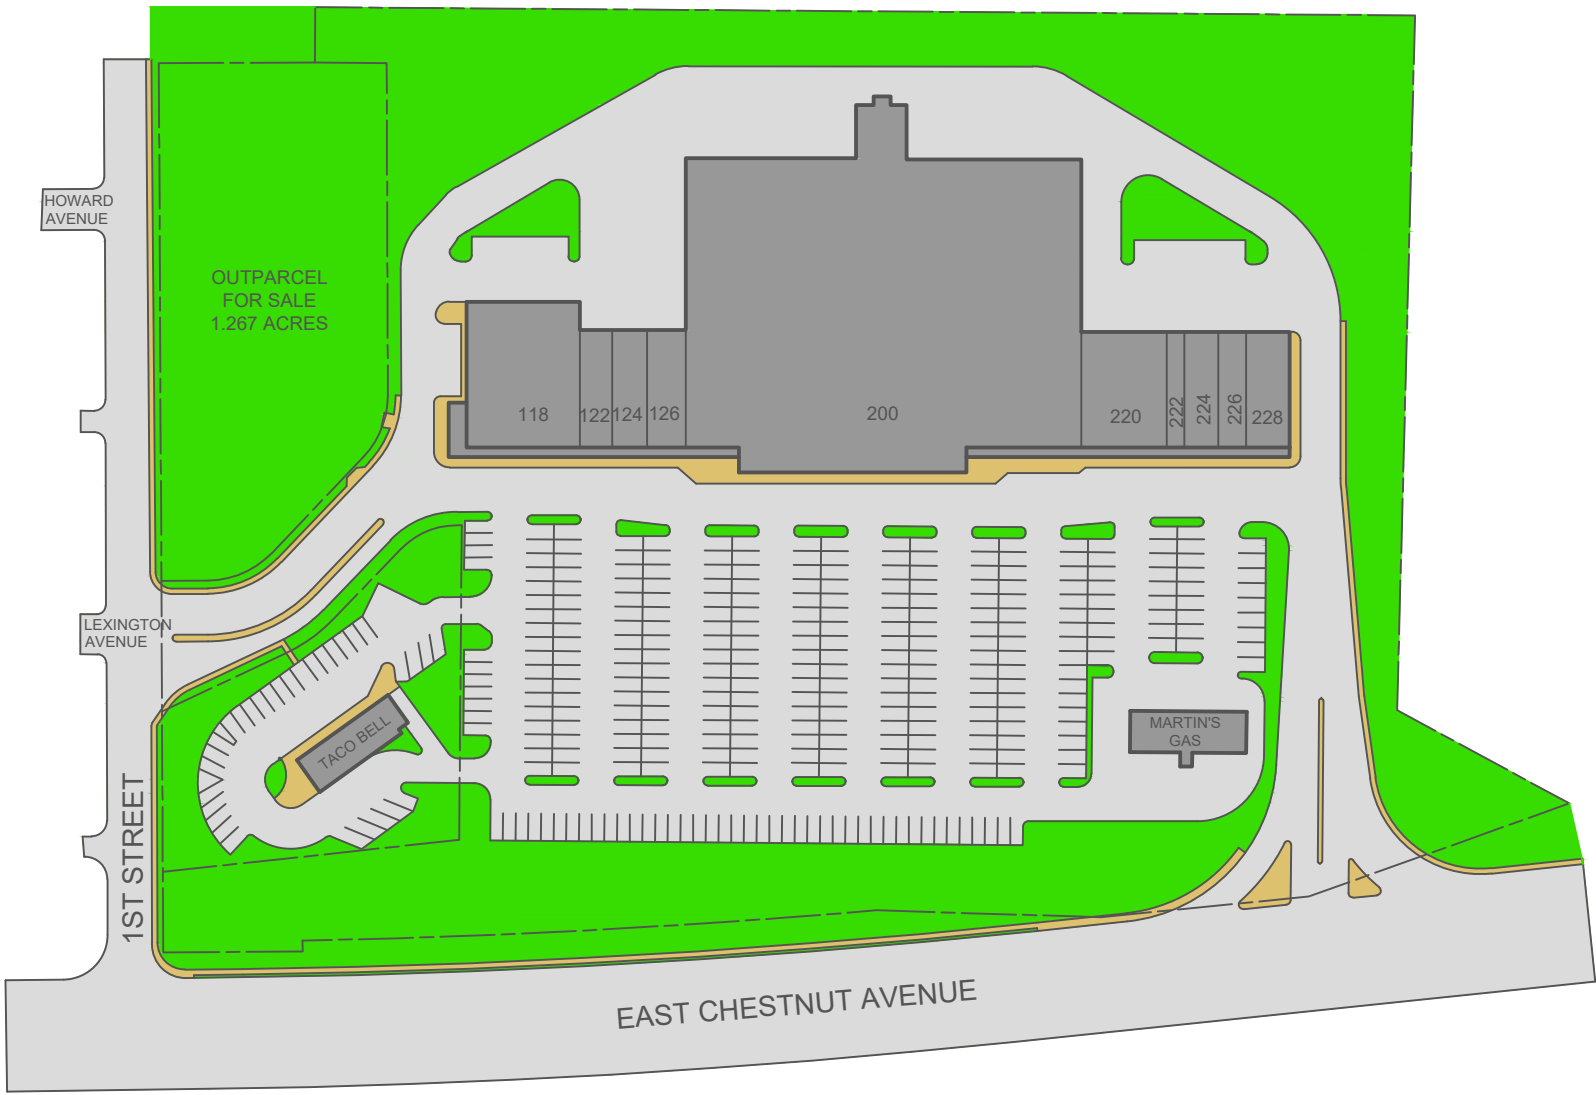 HOWARD
AVENUE
OUTPARCEL
FOR SALE
1.267 ACRES
118
122
124
126
200
220
222
224
226
228
LEXINGTON
AVENUE
TACO BELL
MARTIN'S
GAS
1ST STREET
EAST CHESTNUT AVENUE